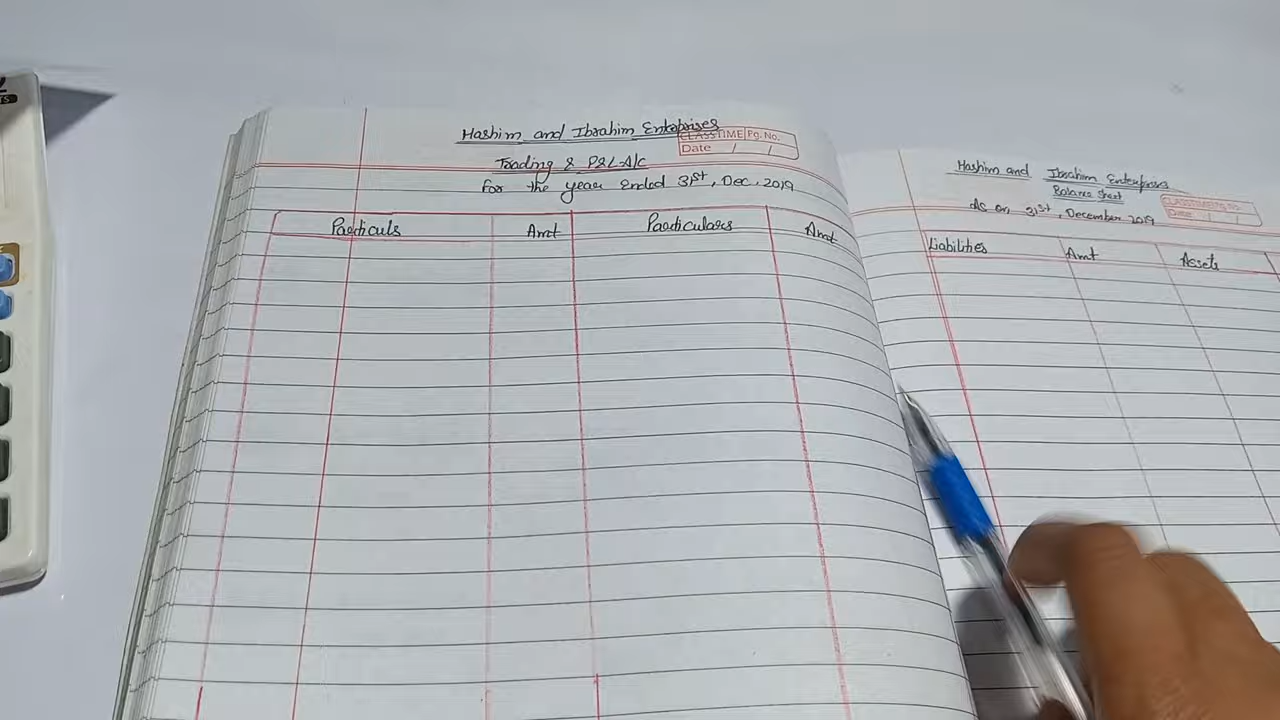 Hashim and Ibrahim Enterprises
CLASSTIME Pg. No.
Date / /
Trading & P&L A/c
For the year Ended 31st, Dec, 2019
Particuls Amt Particulars Amt
Hashim and Ibrahim Enterprises
Balance Sheet
Date / /
As on 31st, December 2019
Liabilities Amt Assets